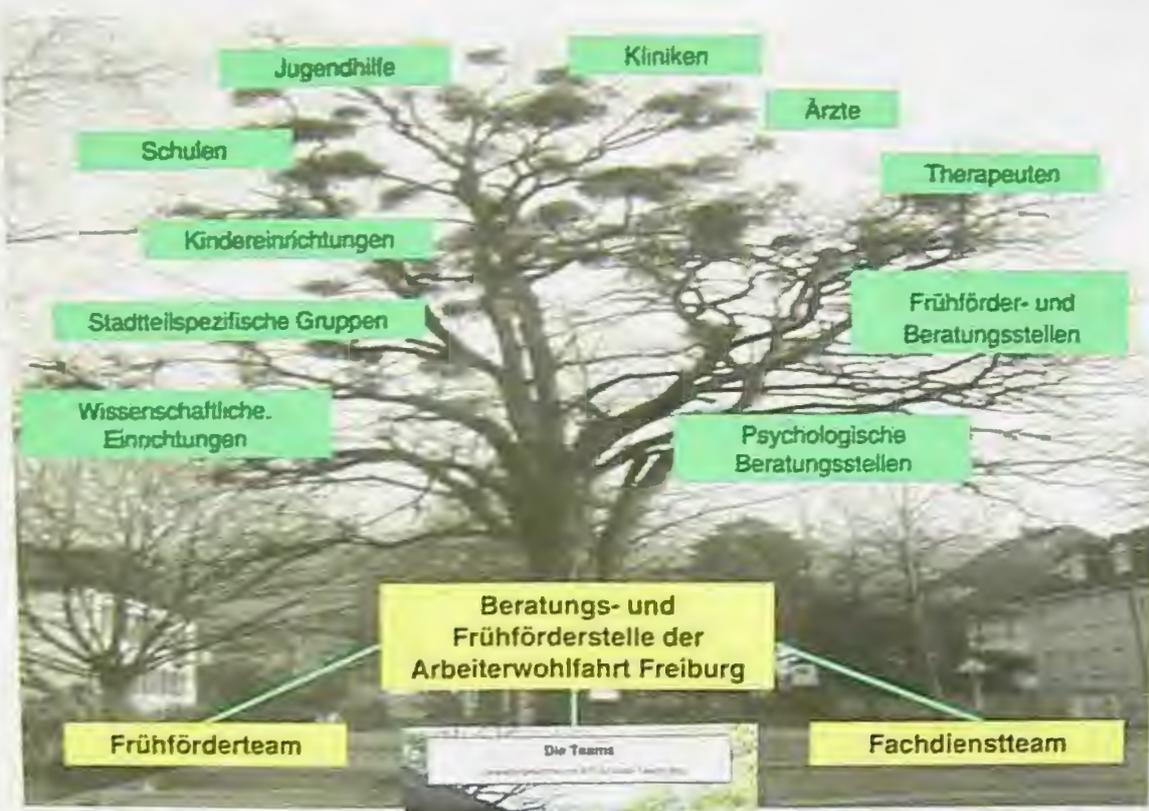 Jugendhilfe
Kliniken
Ärzte
Schulen
Therapeuten
Kindereinrichtungen
Frühförder- und
Beratungsstellen
Stadtteilspezifische Gruppen
Wissenschaftliche.
Einrichtungen
Psychologische
Beratungsstellen
Beratungs- und
Frühförderstelle der
Arbeiterwohlfahrt Freiburg
Frühförderteam
Die Teams
Fachdienstteam